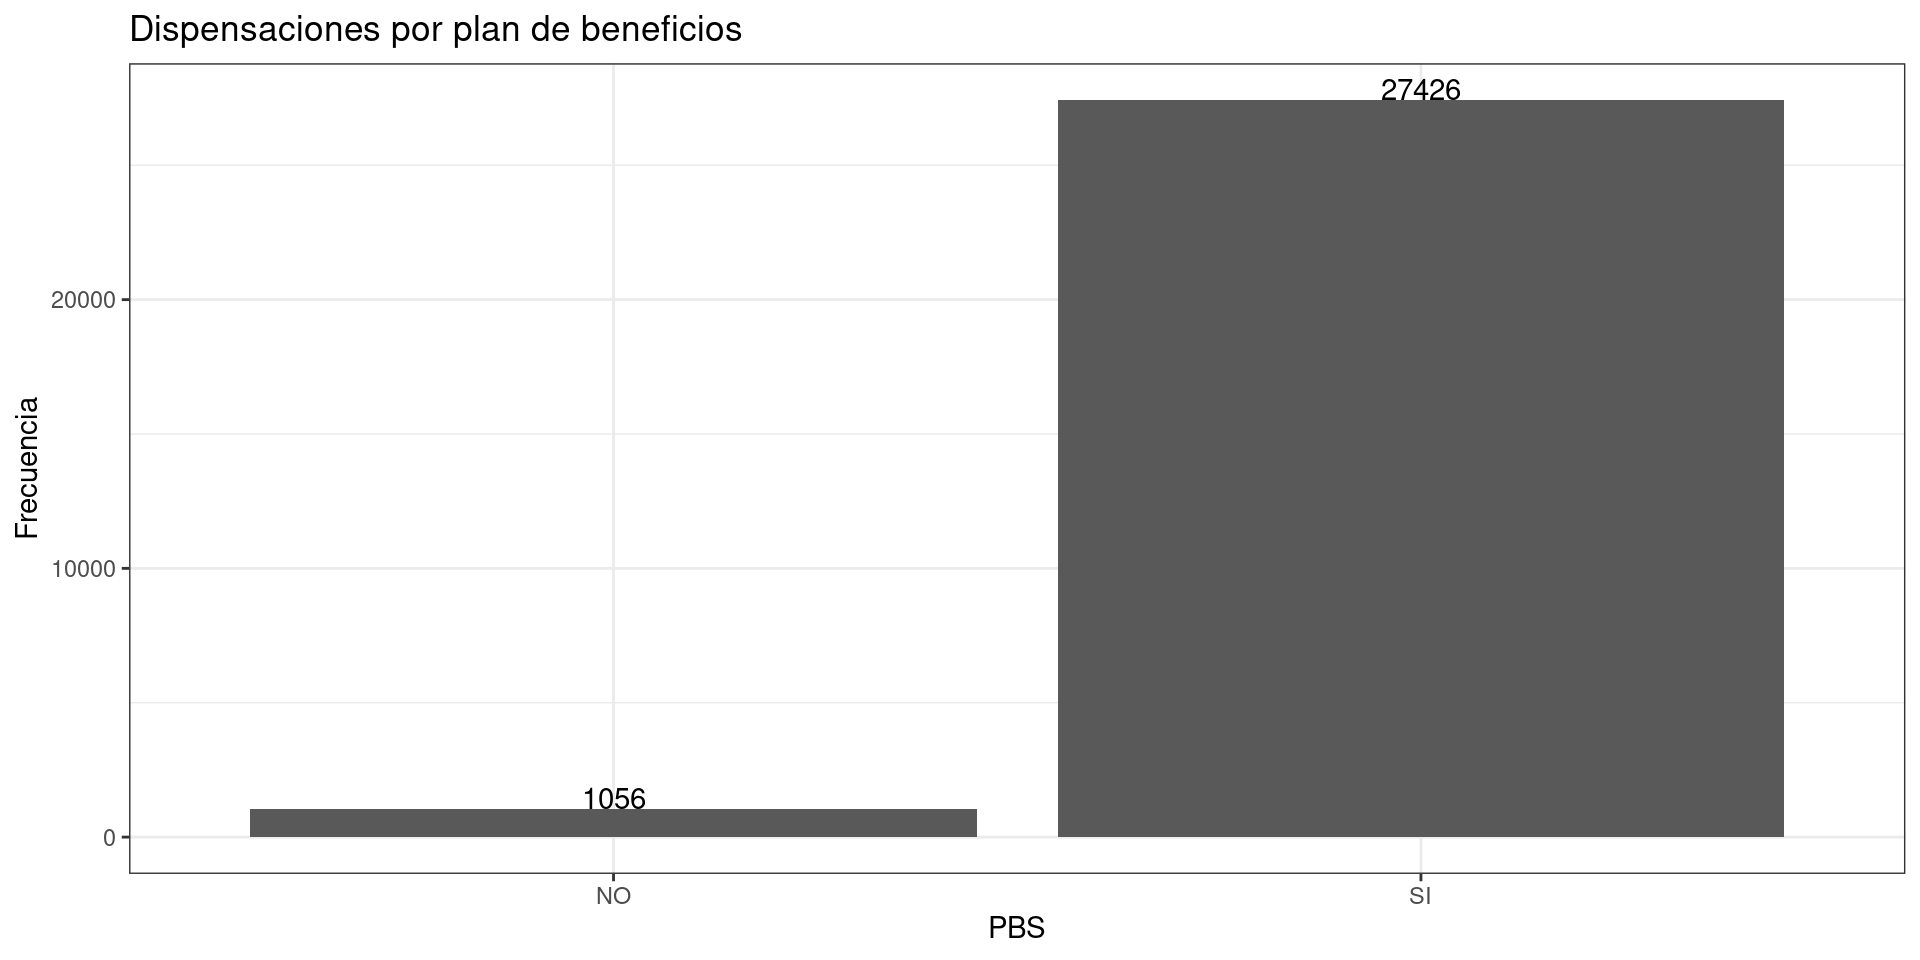 Dispensaciones por plan de beneficios
27426
20000
Frecuencia
10000
1056
0
NO SI
PBS